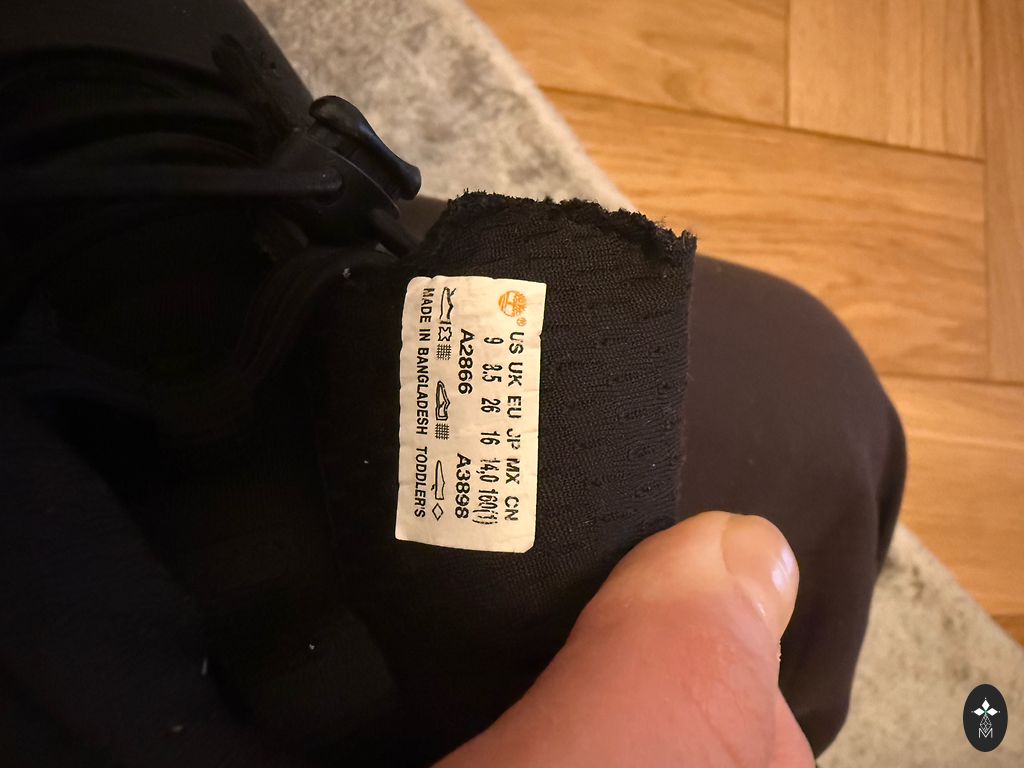 US UK EU JP MX CN
9 8.5 26 16 14,0 160(1)
A2866 A3898
MADE IN BANGLADESH TODDLER'S
M